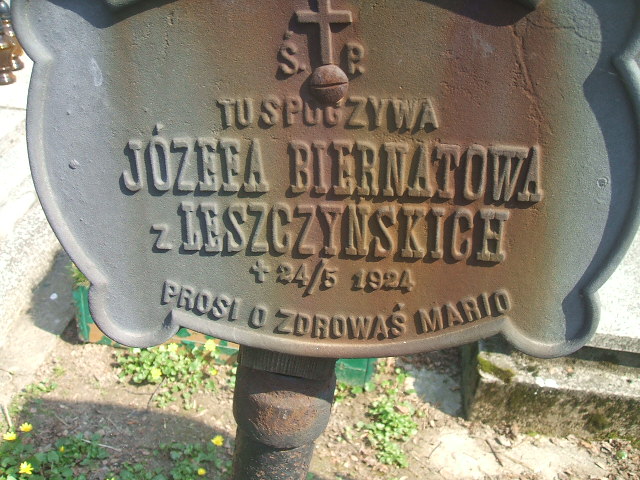 Ś. P.
TU SPOCZYWA
JÓZEFA BIERNATOWA
z LESZCZYŃSKICH
+ 24/5 1924
PROSI O ZDROWAŚ MARIO